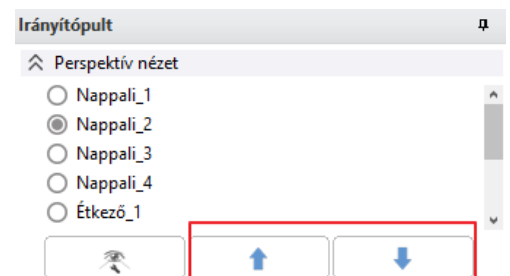 Irányítópult
Perspektív nézet
Nappali_1
Nappali_2
Nappali_3
Nappali_4
Étkező_1